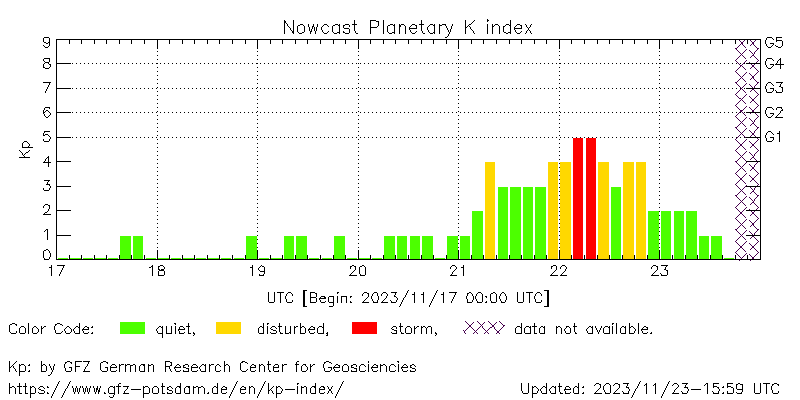 Nowcast Planetary K index
9 G5
8 G4
7 G3
6 G2
5 G1
4
Kp
3
2
1
0
17 18 19 20 21 22 23
UTC [Begin: 2023/11/17 00:00 UTC]
Color Code: quiet, disturbed, storm, data not available.
Kp: by GFZ German Research Center for Geosciencies
https://www.gfz-potsdam.de/en/kp-index/ Updated: 2023/11/23-15:59 UTC